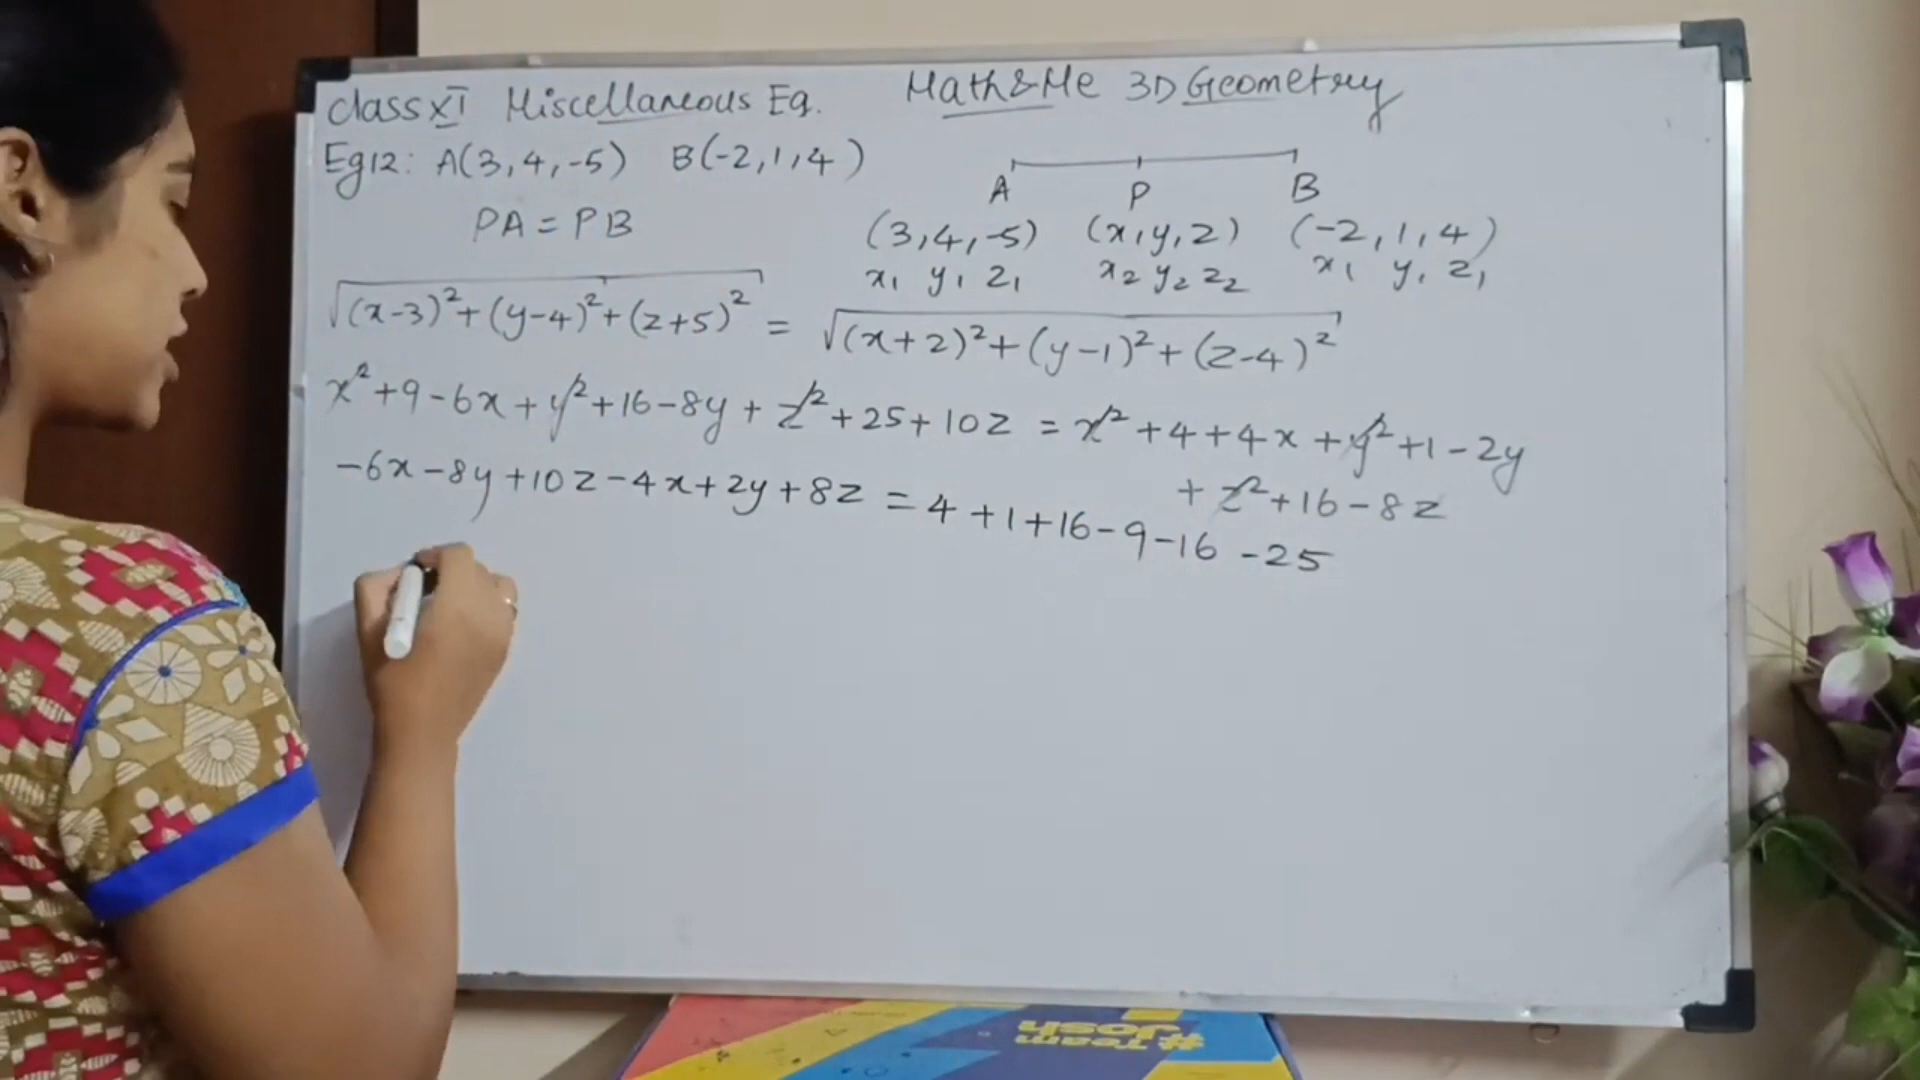 Class XI Miscellaneous Eg. Math&Me 3D Geometry
Eg12: A(3,4,-5) B(-2,1,4)
A P B
PA = PB (3,4,-5) (x,y,z) (-2,1,4)
x₁ y₁ z₁ x₂ y₂ z₂ x₁ y₁ z₁
√(x-3)²+(y-4)²+(z+5)² = √(x+2)²+(y-1)²+(z-4)²
x²+9-6x+y²+16-8y+z²+25+10z = x²+4+4x+y²+1-2y
+z²+16-8z
-6x-8y+10z-4x+2y+8z = 4+1+16-9-16-25
#Team
Josh